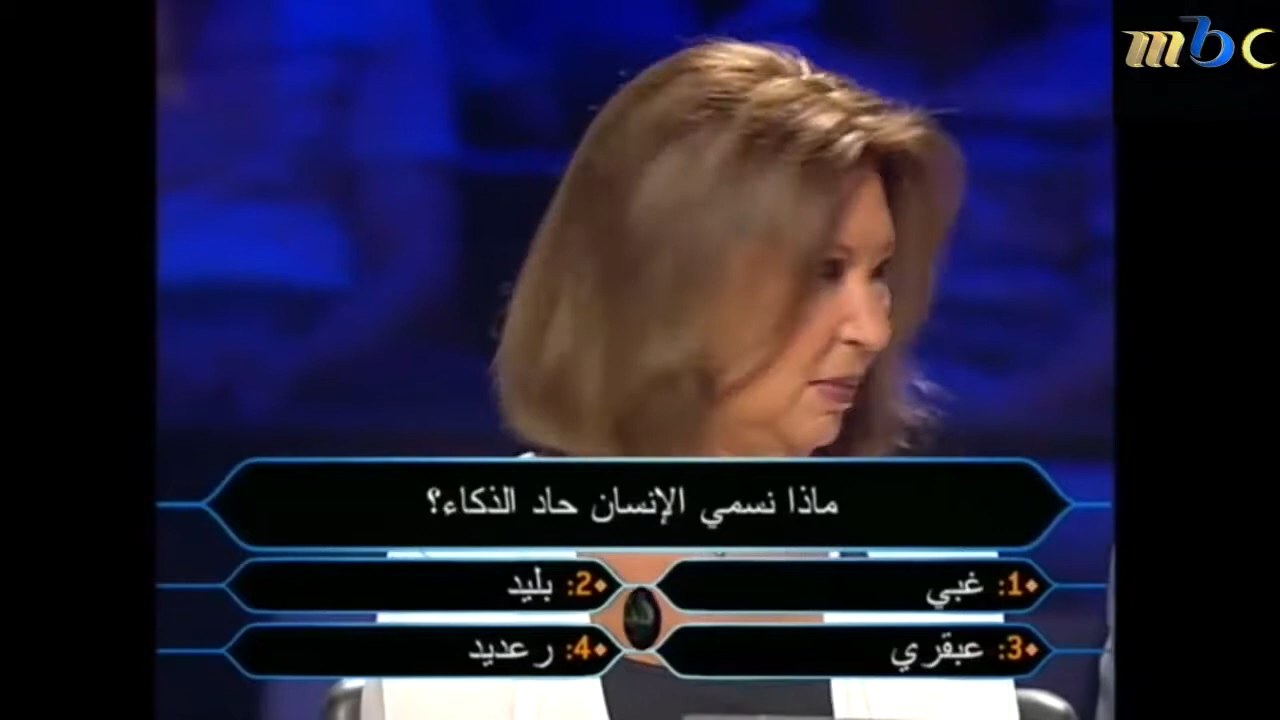 mbc
ماذا نسمي الإنسان حاد الذكاء؟
1: غبي
2: بليد
3: عبقري
4: رعديد